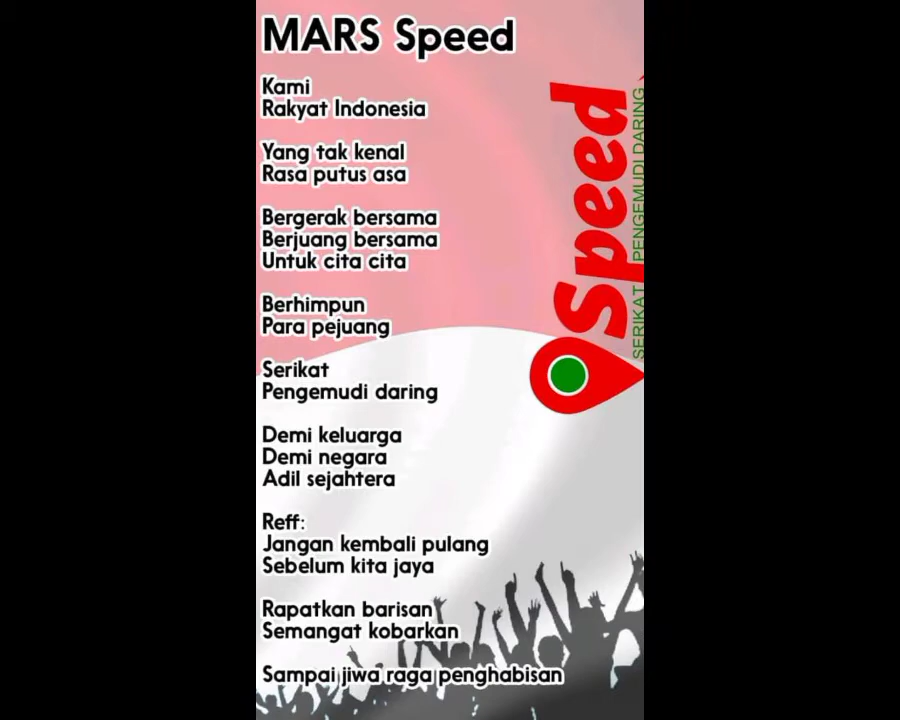 MARS Speed
Kami
Rakyat Indonesia
Yang tak kenal
Rasa putus asa
Bergerak bersama
Berjuang bersama
Untuk cita cita
Berhimpun
Para pejuang
Serikat
Pengemudi daring
Demi keluarga
Demi negara
Adil sejahtera
Reff:
Jangan kembali pulang
Sebelum kita jaya
Rapatkan barisan
Semangat kobarkan
Sampai jiwa raga penghabisan
Speed
SERIKAT PENGEMUDI DARING